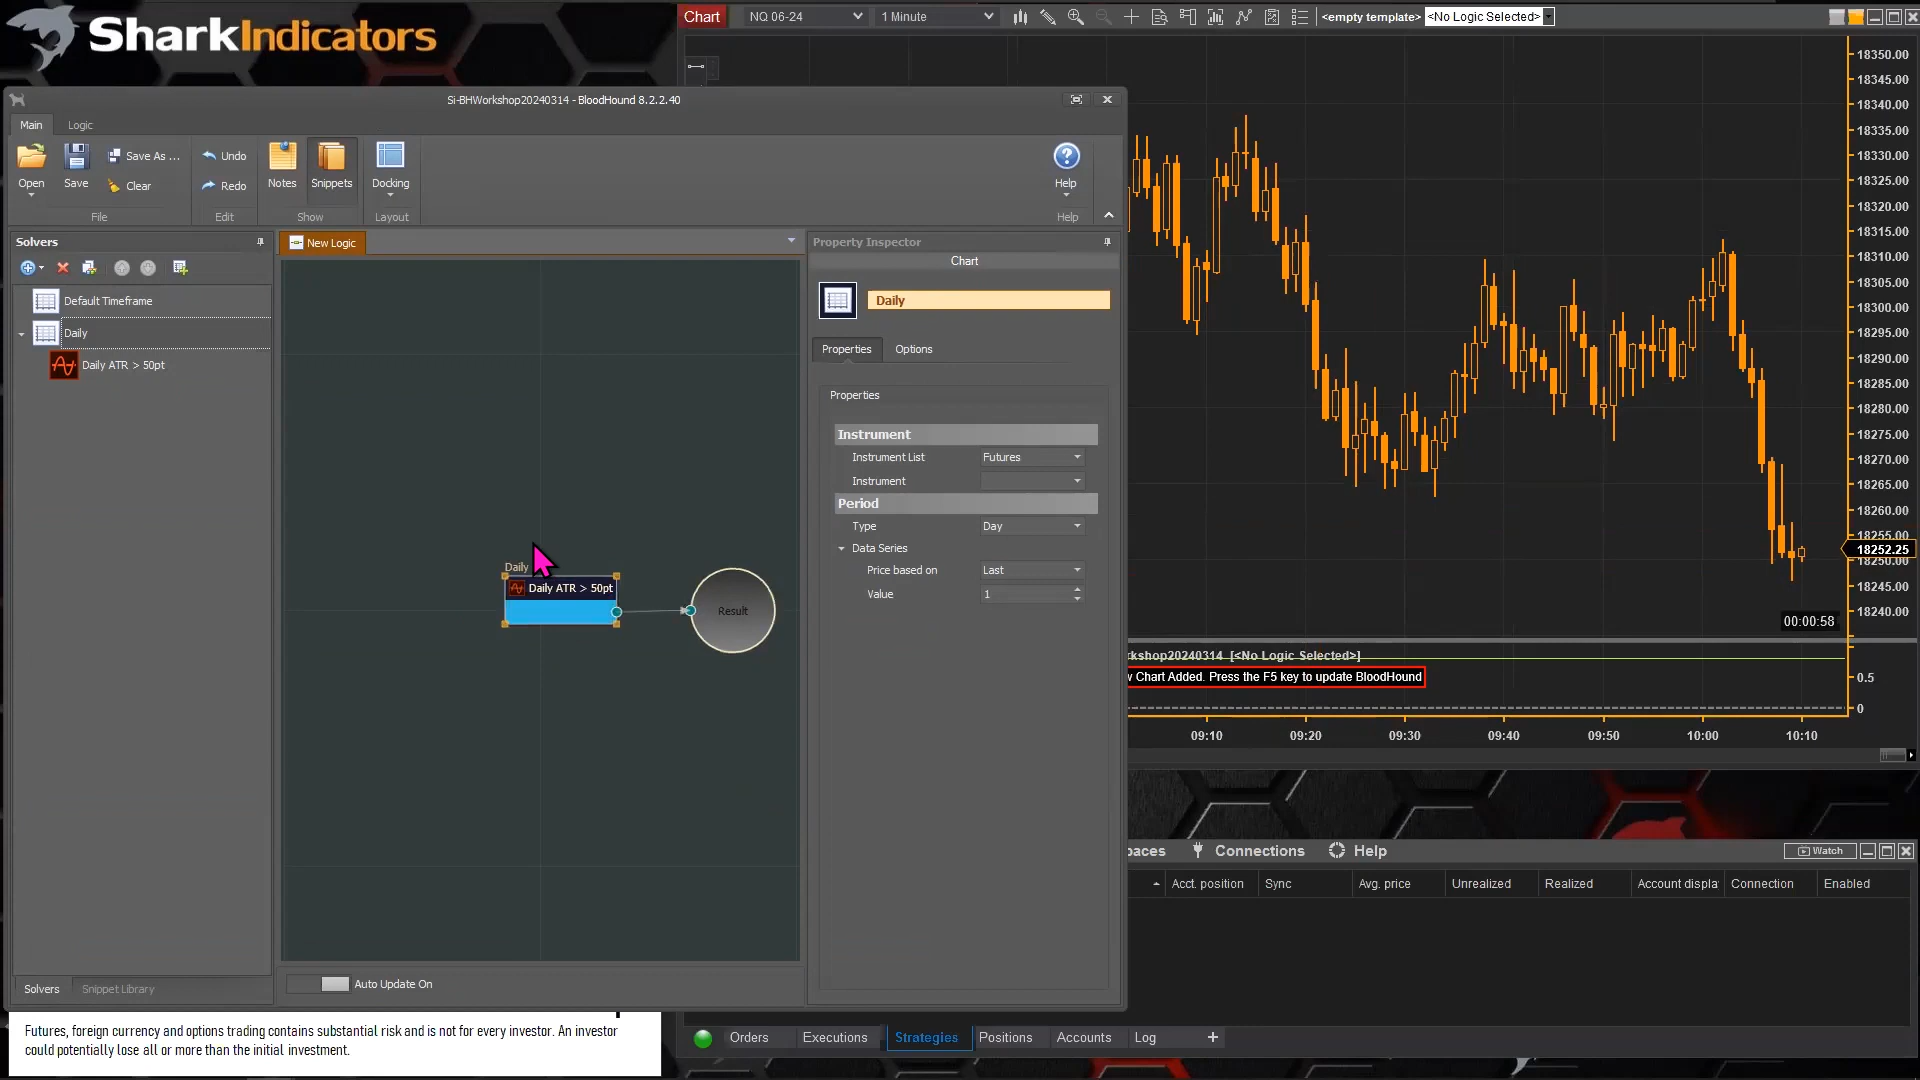 SharkIndicators
Chart
NQ 06-24
1 Minute
<empty template>
<No Logic Selected>
Si-BHWorkshop20240314 - BloodHound 8.2.2.40
Main
Logic
Open
Save
Save As ...
Clear
Undo
Redo
Notes
Snippets
Docking
Help
File
Edit
Show
Layout
Help
Solvers
Default Timeframe
Daily
Daily ATR > 50pt
New Logic
Daily
Daily ATR > 50pt
Result
Auto Update On
Solvers
Snippet Library
Property Inspector
Chart
Daily
Properties
Options
Properties
Instrument
Instrument List
Futures
Instrument
Period
Type
Day
Data Series
Price based on
Last
Value
1
18350.00
18345.00
18340.00
18335.00
18330.00
18325.00
18320.00
18315.00
18310.00
18305.00
18300.00
18295.00
18290.00
18285.00
18280.00
18275.00
18270.00
18265.00
18260.00
18255.00
18252.25
18250.00
18245.00
18240.00
00:00:58
rkshop20240314 [<No Logic Selected>]
w Chart Added. Press the F5 key to update BloodHound
0.5
0
09:10
09:20
09:30
09:40
09:50
10:00
10:10
paces
Connections
Help
Watch
Acct. position
Sync
Avg. price
Unrealized
Realized
Account displa
Connection
Enabled
Orders
Executions
Strategies
Positions
Accounts
Log
+
Futures, foreign currency and options trading contains substantial risk and is not for every investor. An investor
could potentially lose all or more than the initial investment.